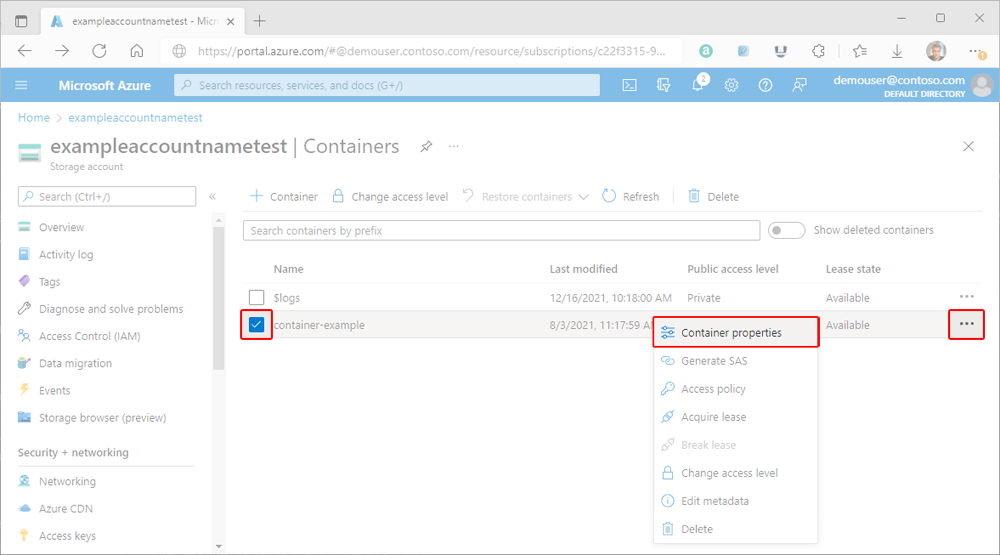 exampleaccountnametest - Micr
https://portal.azure.com/#@demouser.contoso.com/resource/subscriptions/c22f3315-9...
Microsoft Azure
Search resources, services, and docs (G+/)
2
demouser@contoso.com
DEFAULT DIRECTORY
Home > exampleaccountnametest
exampleaccountnametest | Containers
Storage account
Search (Ctrl+/)
Overview
Activity log
Tags
Diagnose and solve problems
Access Control (IAM)
Data migration
Events
Storage browser (preview)
Security + networking
Networking
Azure CDN
Access keys
Container
Change access level
Restore containers
Refresh
Delete
Search containers by prefix
Show deleted containers
Name Last modified Public access level Lease state
$logs 12/16/2021, 10:18:00 AM Private Available
container-example 8/3/2021, 11:17:59 Available
Container properties
Generate SAS
Access policy
Acquire lease
Break lease
Change access level
Edit metadata
Delete